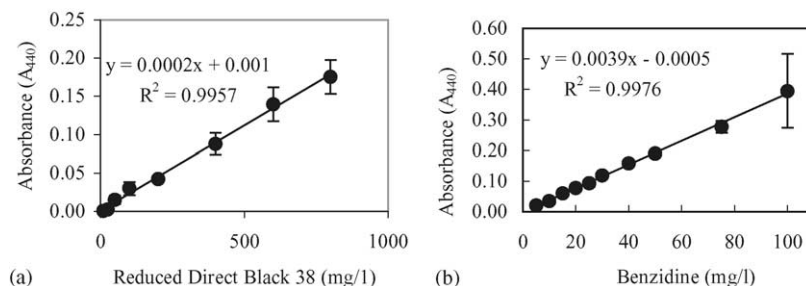 0.25
0.20
0.15
0.10
0.05
0.00
Absorbance (A440)
y = 0.0002x + 0.001
R² = 0.9957
0
500
1000
(a)
Reduced Direct Black 38 (mg/l)
0.60
0.50
0.40
0.30
0.20
0.10
0.00
Absorbance (A440)
y = 0.0039x - 0.0005
R² = 0.9976
0
20
40
60
80
100
(b)
Benzidine (mg/l)